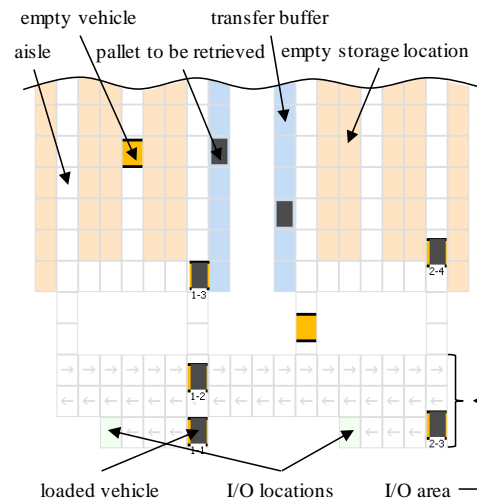 empty vehicle transfer buffer
aisle pallet to be retrieved empty storage location
2-4
1-3
1-2
1-1 2-3
loaded vehicle I/O locations I/O area